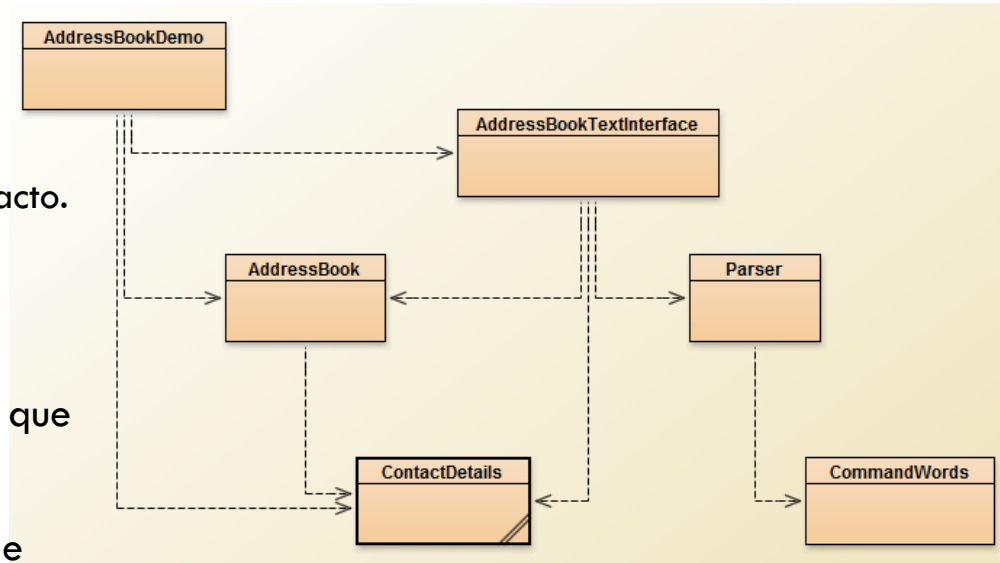 AddressBookDemo
AddressBookTextInterface
acto.
AddressBook
Parser
que
ContactDetails
CommandWords
e